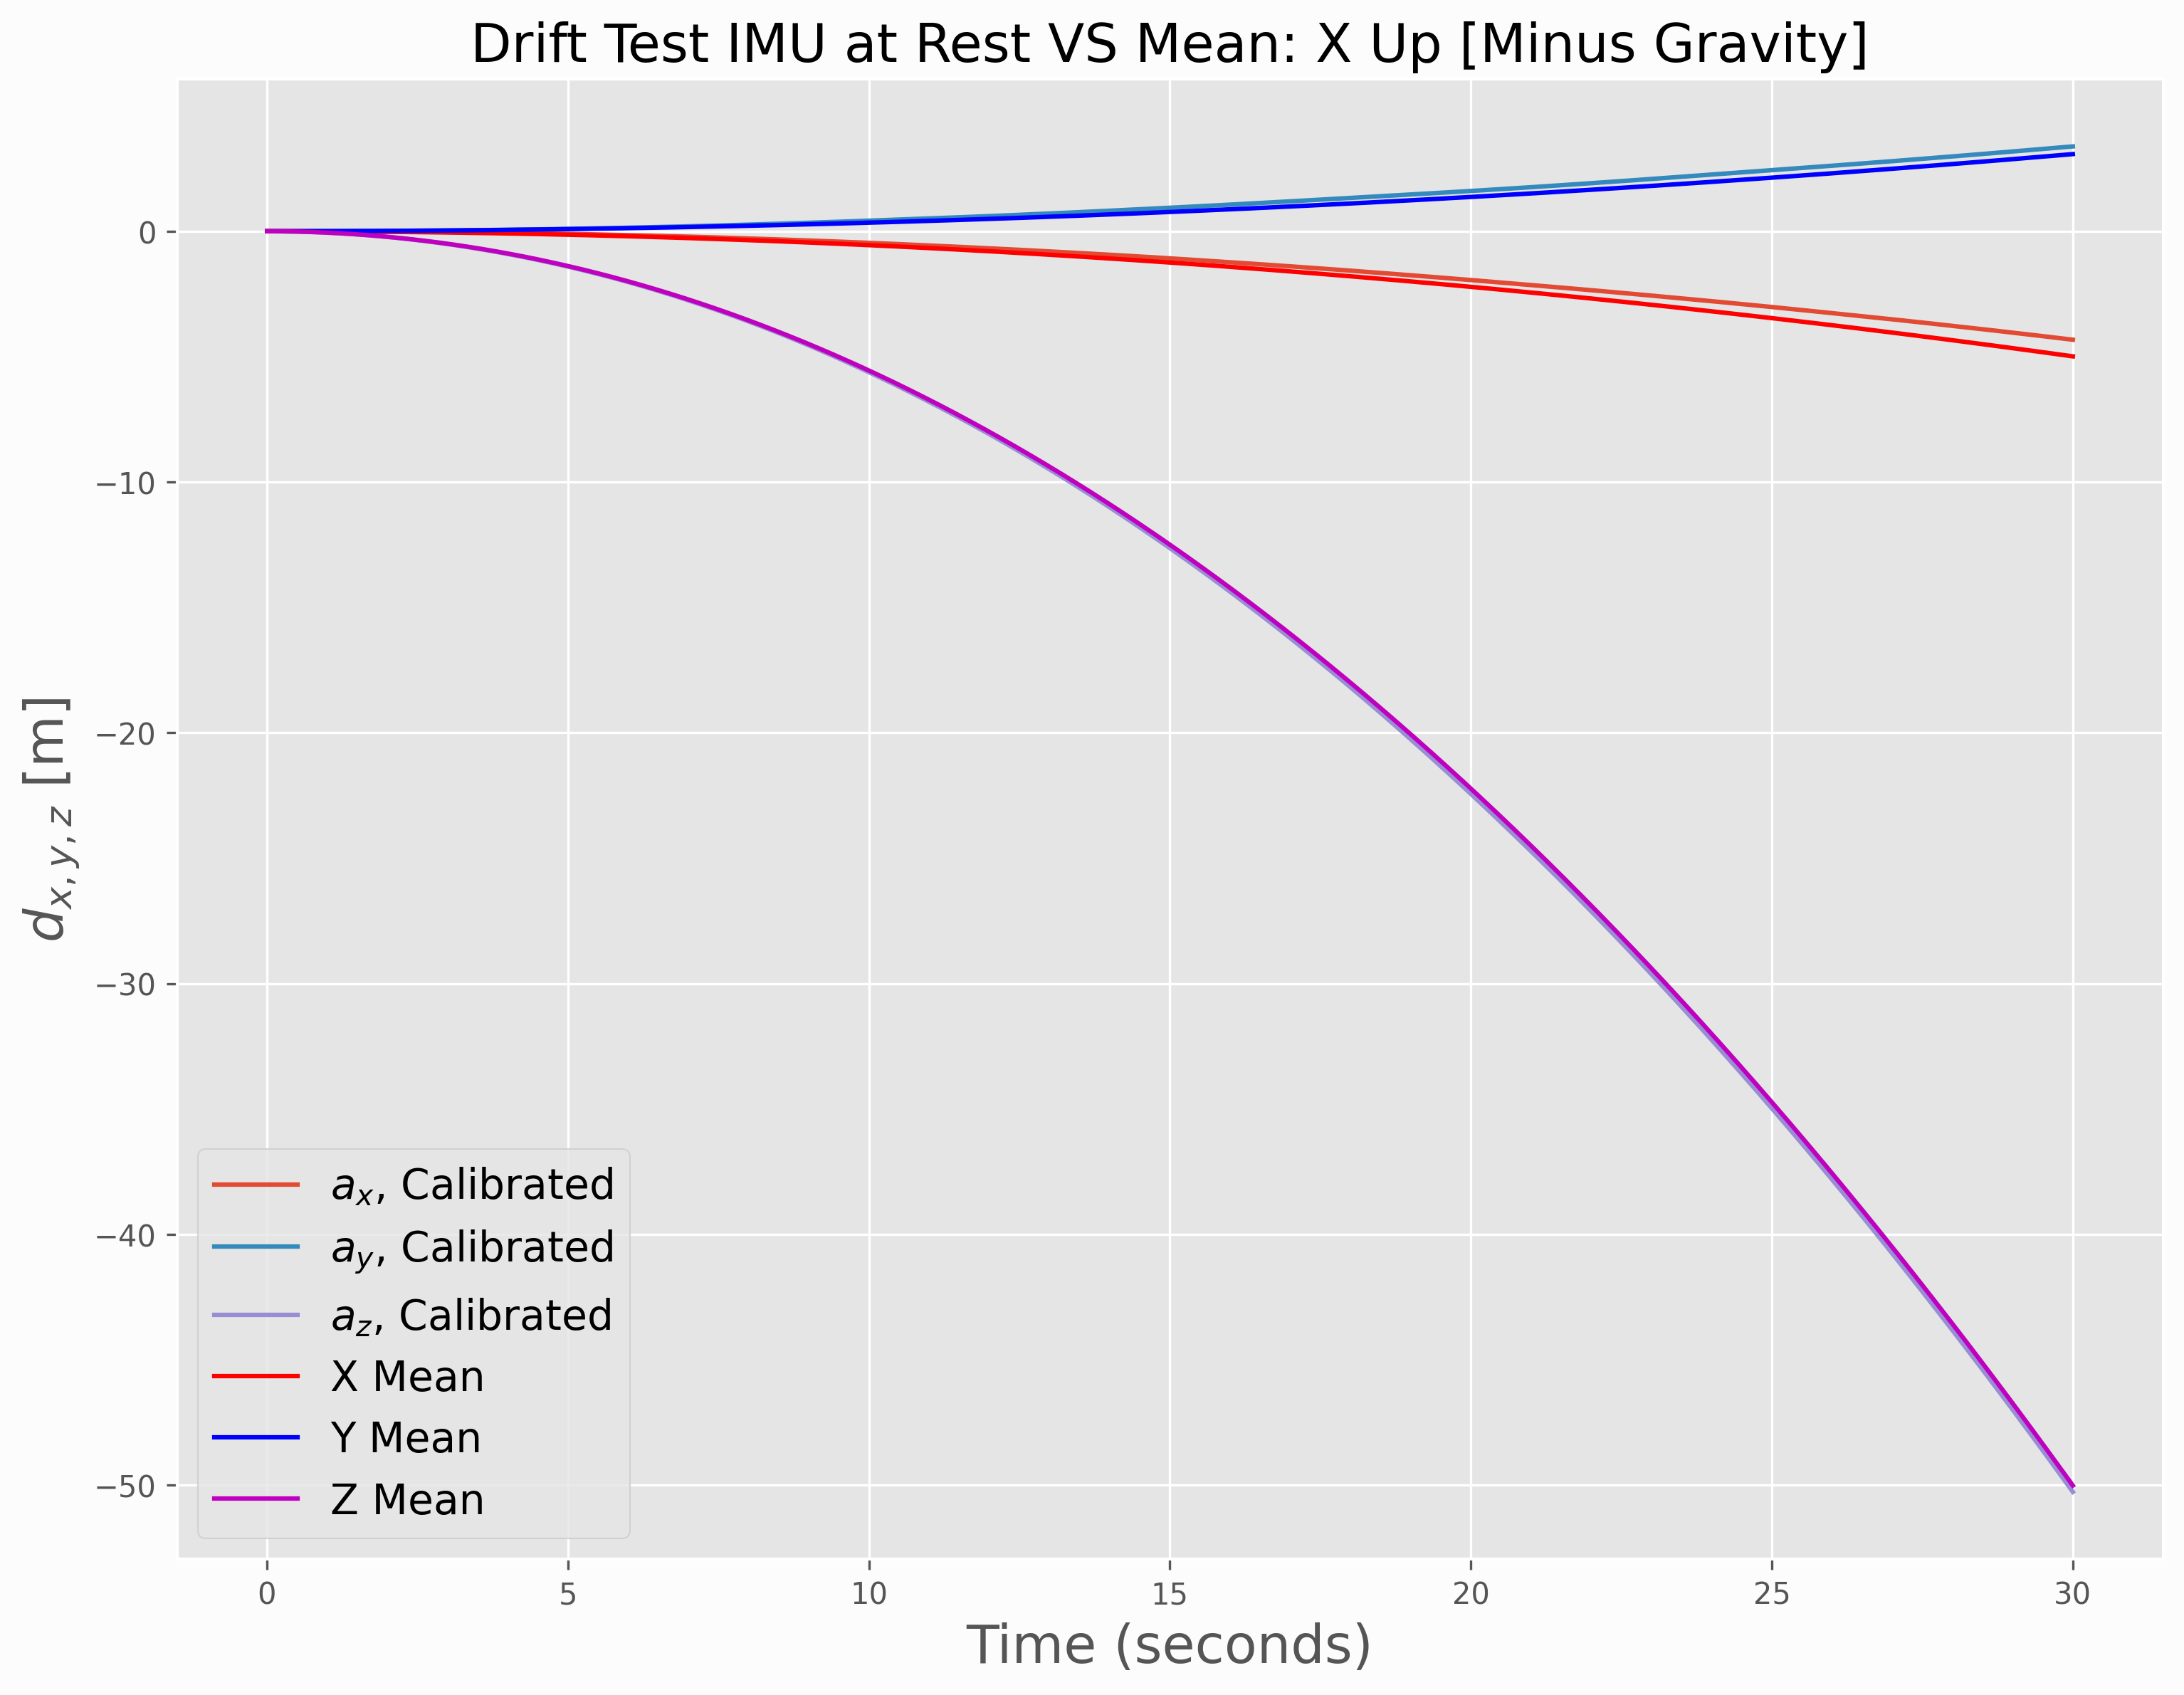 Drift Test IMU at Rest VS Mean: X Up [Minus Gravity]
d_{x,y,z} [m]
0
−10
−20
−30
−40
−50
a_x, Calibrated
a_y, Calibrated
a_z, Calibrated
X Mean
Y Mean
Z Mean
0 5 10 15 20 25 30
Time (seconds)